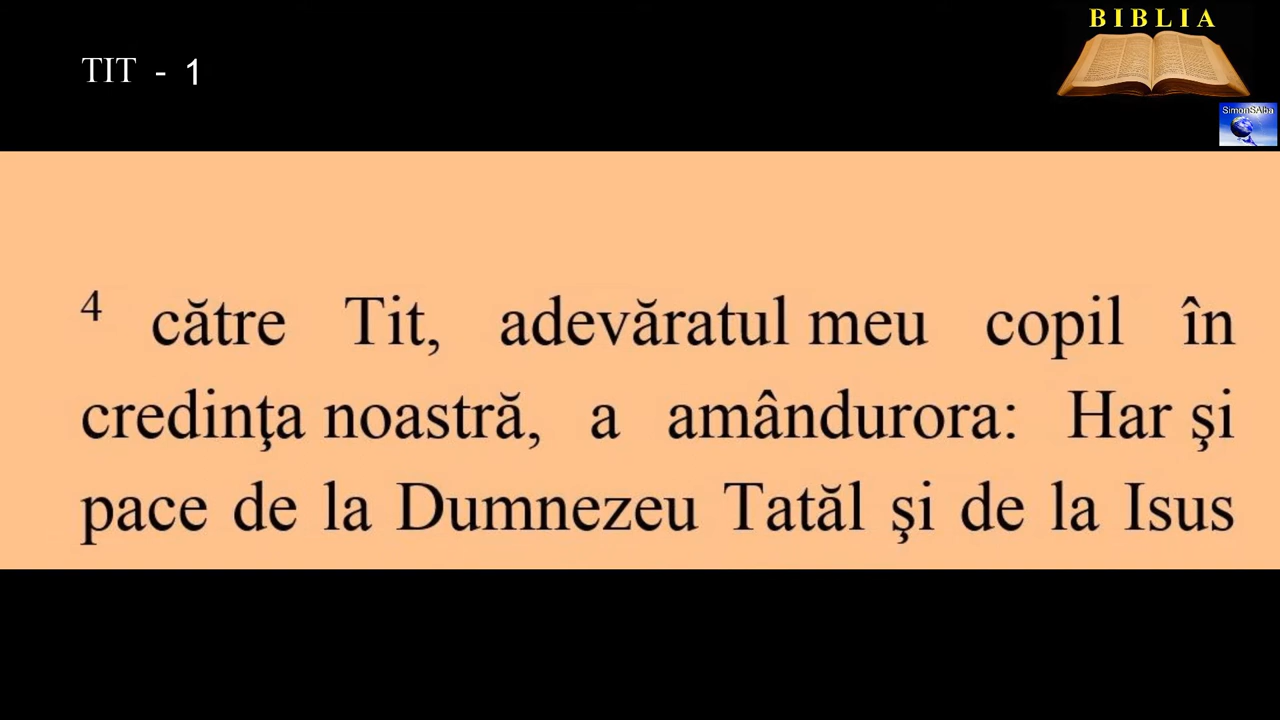 BIBLIA
TIT - 1
SimonSAlba
4 către Tit, adevăratul meu copil în
credinţa noastră, a amândurora: Har şi
pace de la Dumnezeu Tatăl şi de la Isus